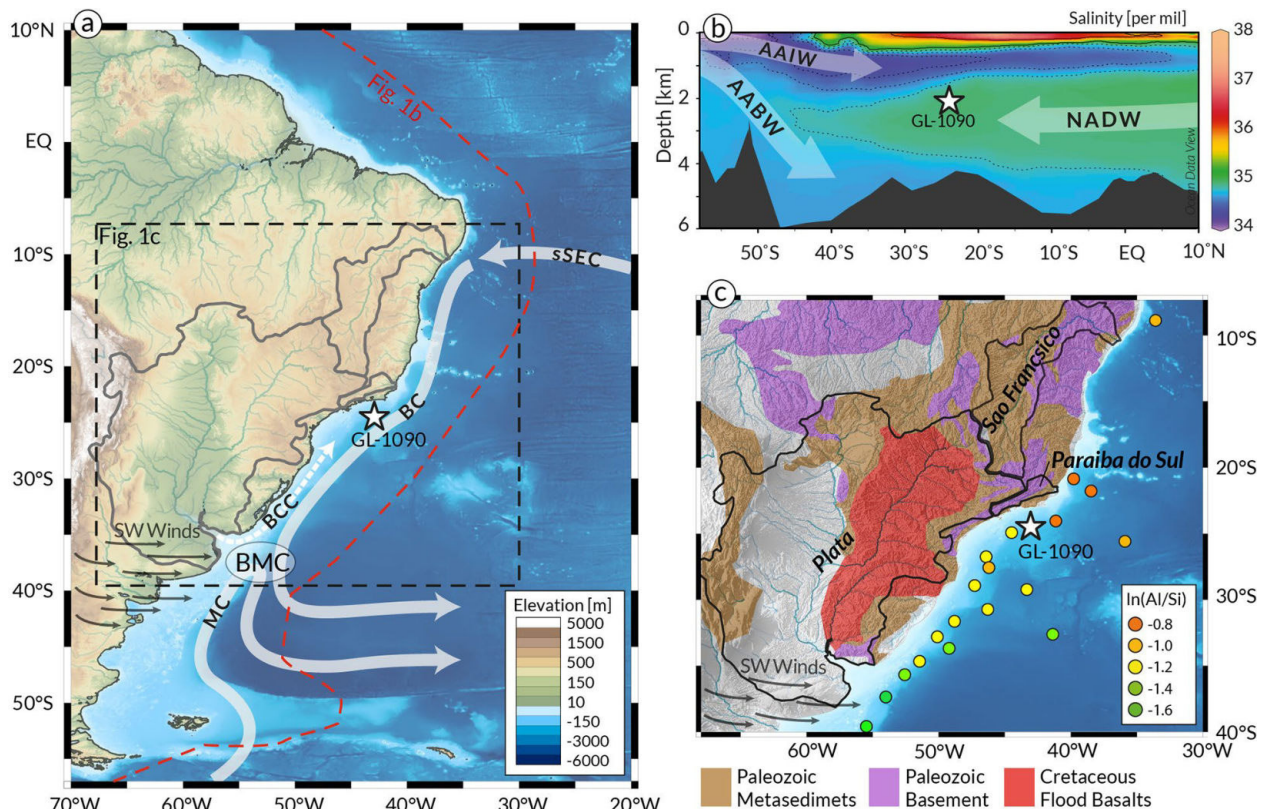 a
10°N
EQ
10°S
20°S
30°S
40°S
50°S
70°W
60°W
50°W
40°W
30°W
20°W
Fig. 1b
Fig. 1c
sSEC
BC
GL-1090
BCC
SW Winds
BMC
MC
Elevation [m]
5000
1500
500
150
10
-150
-3000
-6000
b
Salinity [per mil]
0
2
4
6
Depth [km]
AAIW
AABW
NADW
GL-1090
Ocean Data View
50°S
40°S
30°S
20°S
10°S
EQ
10°N
38
37
36
35
34
c
10°S
20°S
30°S
40°S
60°W
50°W
40°W
30°W
Sao Francsico
Paraiba do Sul
Plata
GL-1090
SW Winds
ln(Al/Si)
-0.8
-1.0
-1.2
-1.4
-1.6
Paleozoic
Metasedimets
Paleozoic
Basement
Cretaceous
Flood Basalts